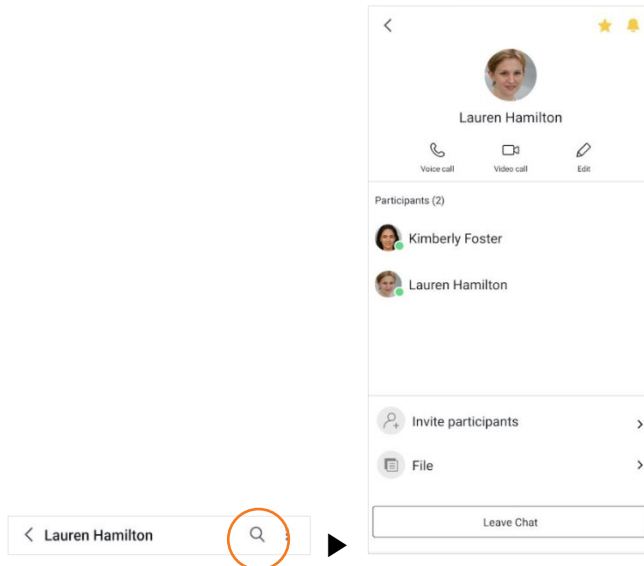 Lauren Hamilton
Lauren Hamilton
Voice call
Video call
Edit
Participants (2)
Kimberly Foster
Lauren Hamilton
Invite participants
File
Leave Chat